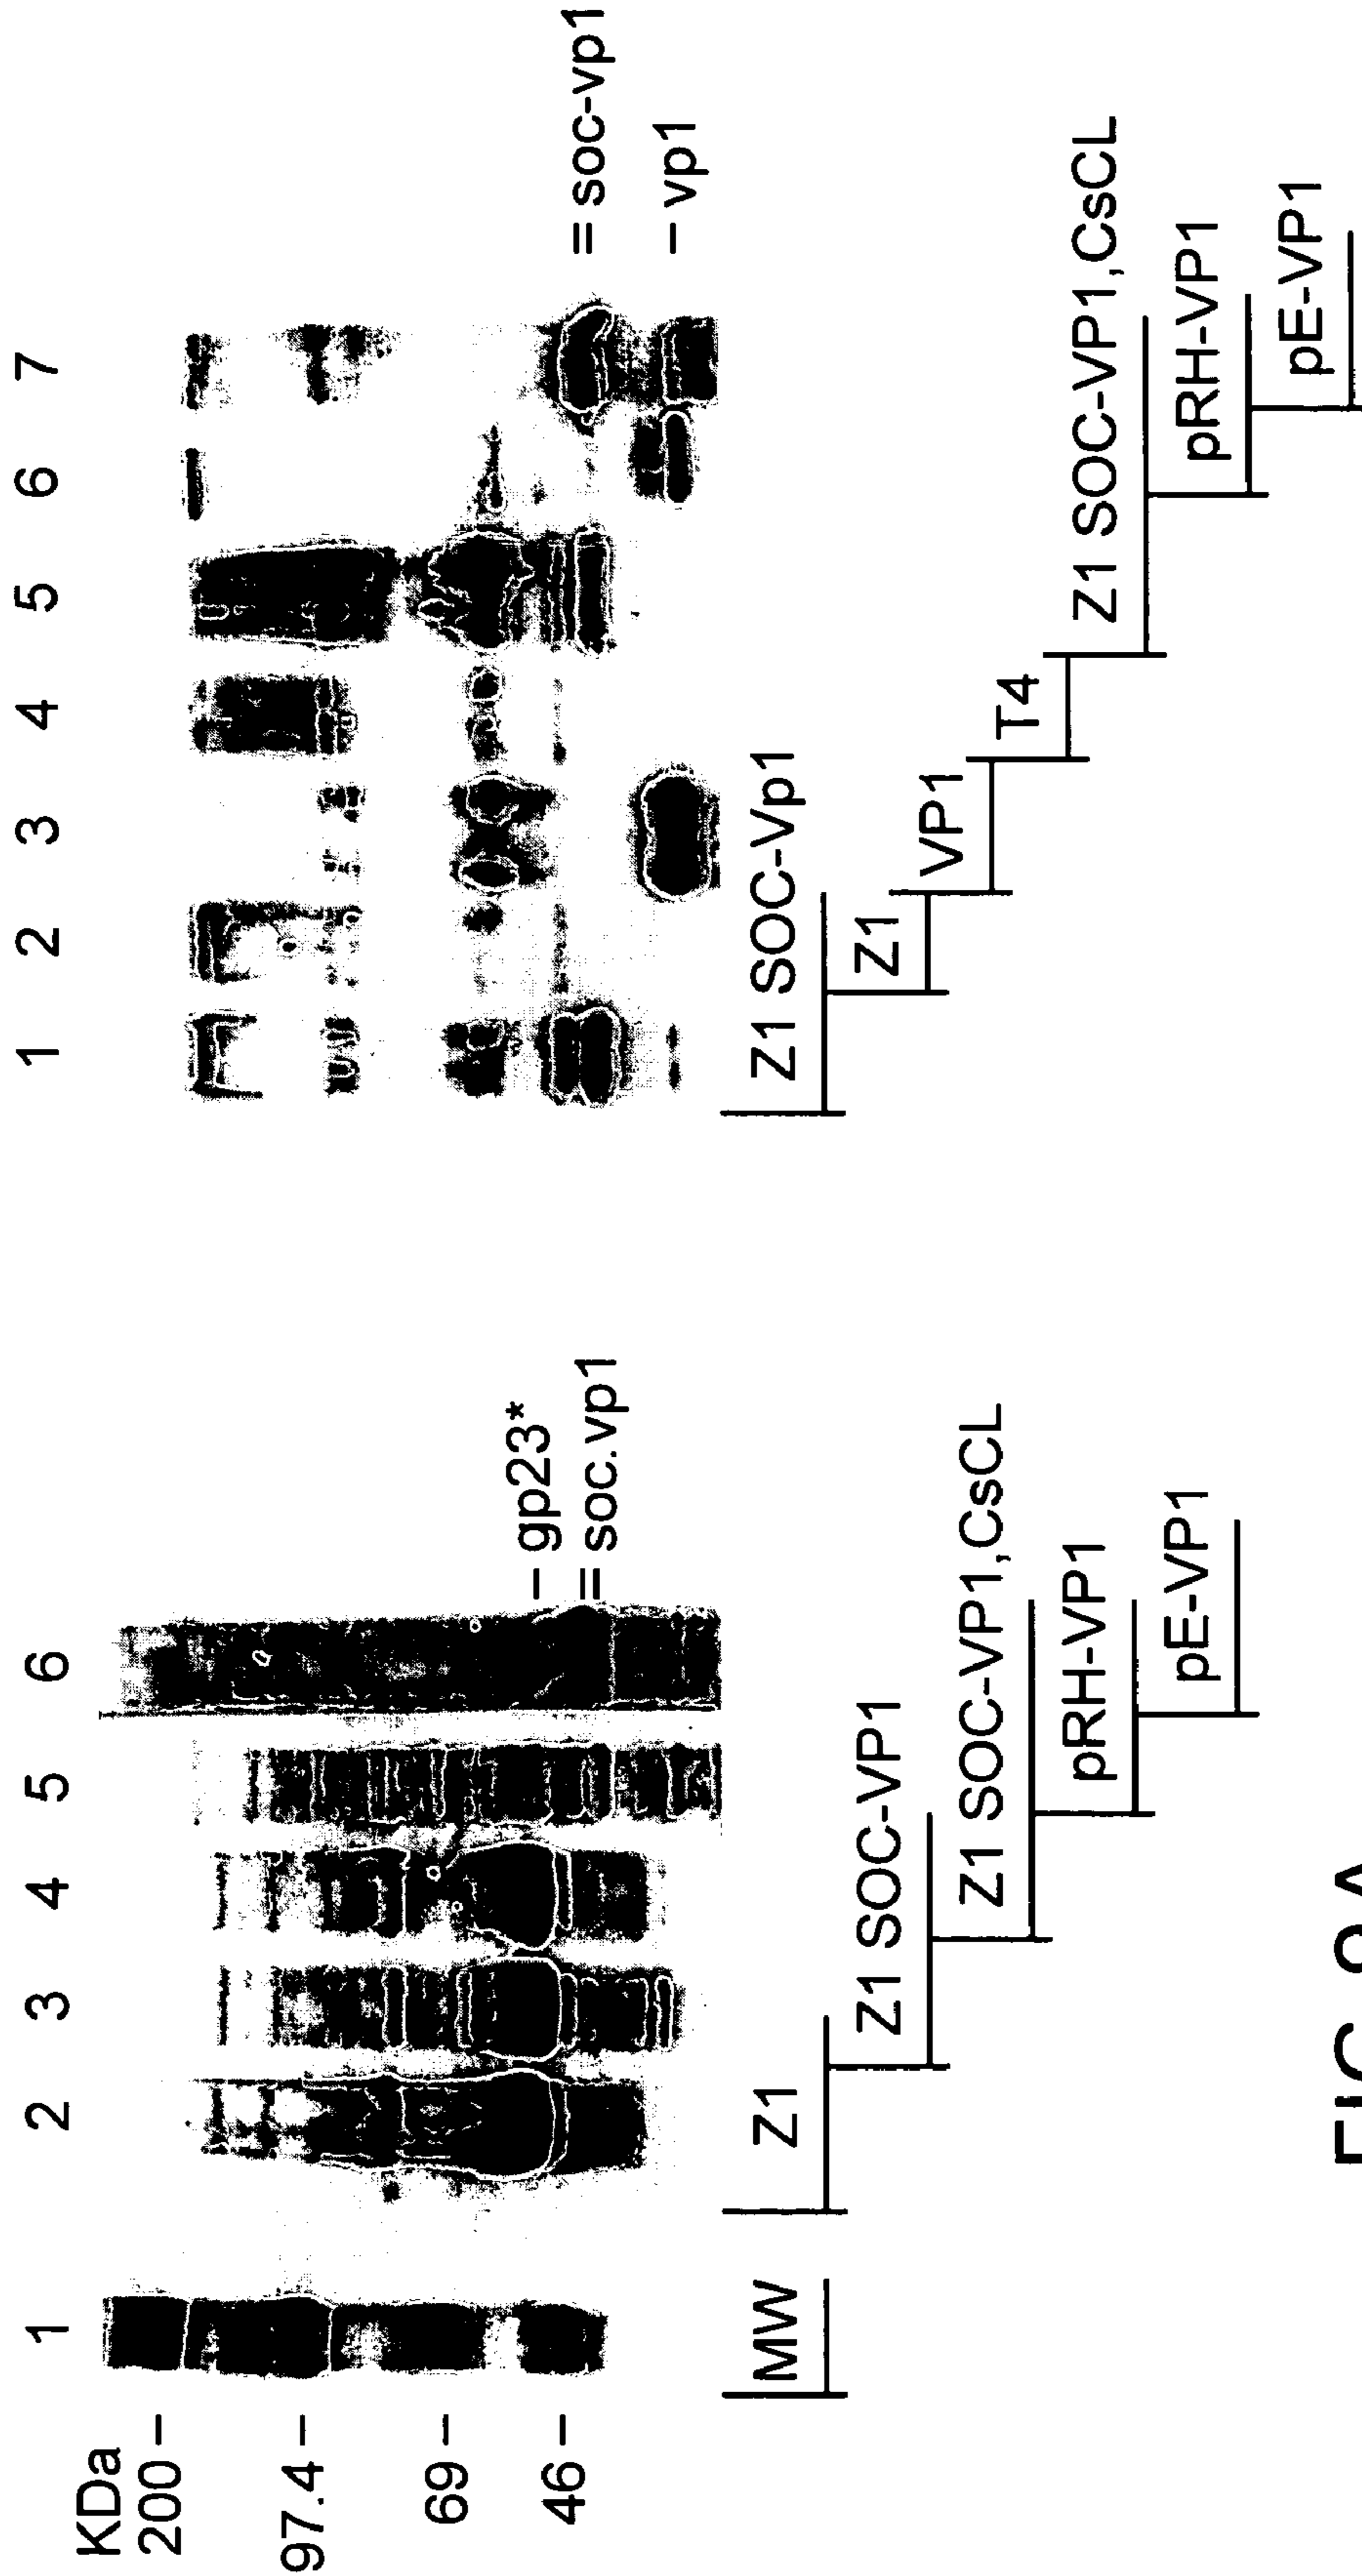 KDa
200 –
97.4 –
69 –
46 –
1 2 3 4 5 6
– gp23*
= soc.vp1
MW
Z1
Z1 SOC-VP1
Z1 SOC-VP1,CsCL
pRH-VP1
pE-VP1
1 2 3 4 5 6 7
= soc-vp1
– vp1
Z1 SOC-Vp1
Z1
VP1
T4
Z1 SOC-VP1,CsCL
pRH-VP1
pE-VP1